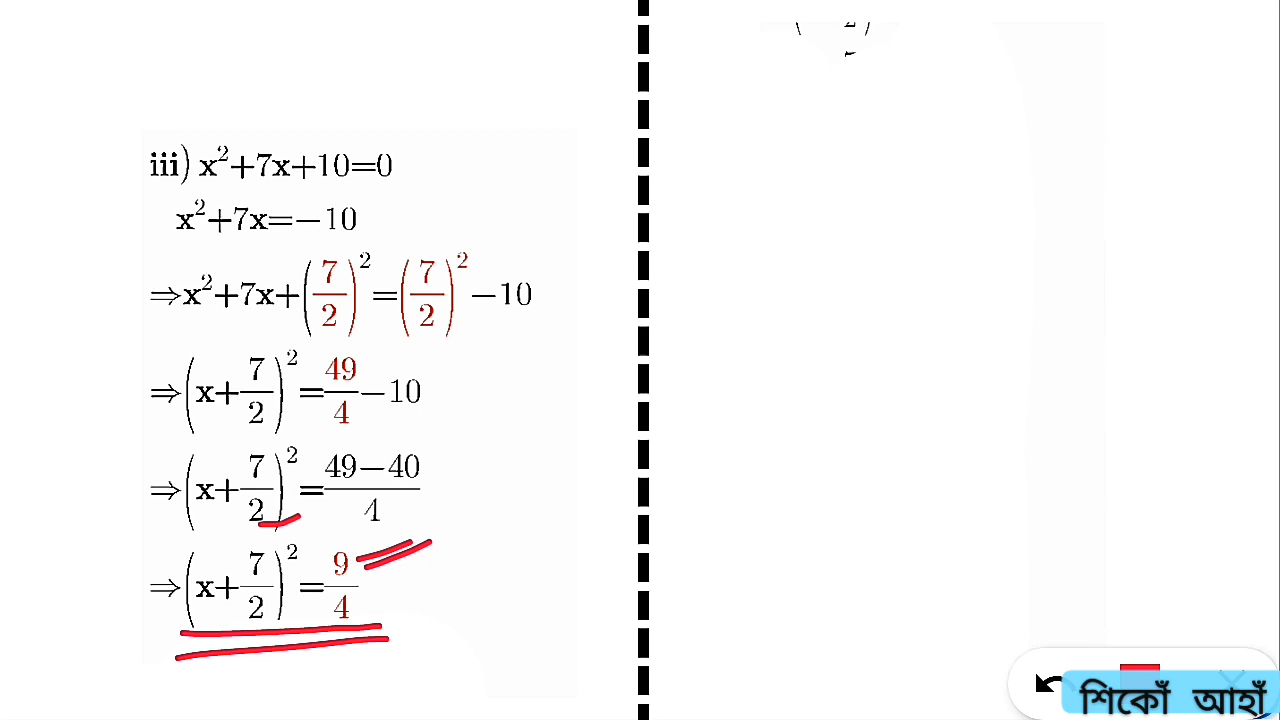 iii) x²+7x+10=0
x²+7x=−10
⇒x²+7x+(7/2)²=(7/2)²−10
⇒(x+7/2)²=49/4−10
⇒(x+7/2)²=(49−40)/4
⇒(x+7/2)²=9/4
শিকোঁ আহাঁ